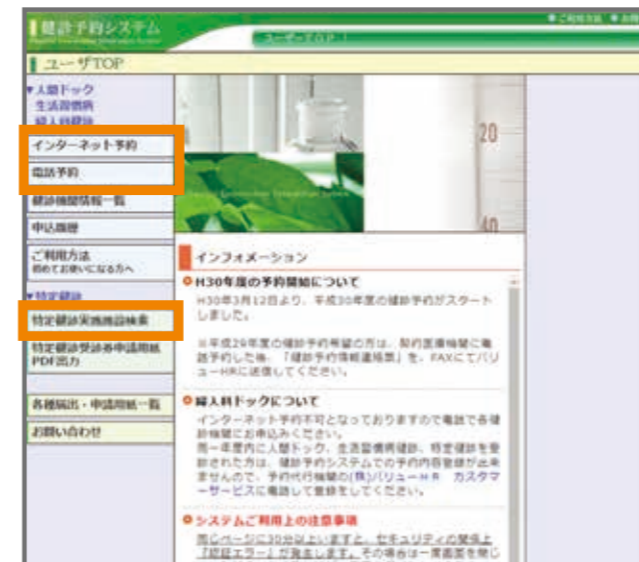 健診予約システム
●ご利用方法
ユーザTOP
ユーザTOP
▼人間ドック
生活習慣病
婦人科健診
インターネット予約
電話予約
健診機関情報一覧
申込履歴
ご利用方法
初めてお使いになる方へ
▼特定健診
特定健診実施施設検索
特定健診受診券申請用紙
PDF出力
各種届出・申請用紙一覧
お問い合わせ
20
40
インフォメーション
H30年度の予約開始について
H30年3月12日より、平成30年度の健診予約がスタート
しました。
※平成29年度の健診予約希望の方は、契約医療機関に電
話予約した後、「健診予約情報連絡票」を、FAXにてバリ
ューHRに送信してください。
婦人科ドックについて
インターネット予約不可となっておりますので電話で各健
診機関にお申込みください。
同一年度内に人間ドック、生活習慣病健診、特定健診を受
診された方は、健診予約システムでの予約内容登録が出来
ませんので、予約代行機関の(株)バリューHR カスタマ
ーサービスに電話して登録をしてください。
システムご利用上の注意事項
同じページに30分以上いますと、セキュリティの関係上
「認証エラー」が発生します。その場合は一度画面を閉じ